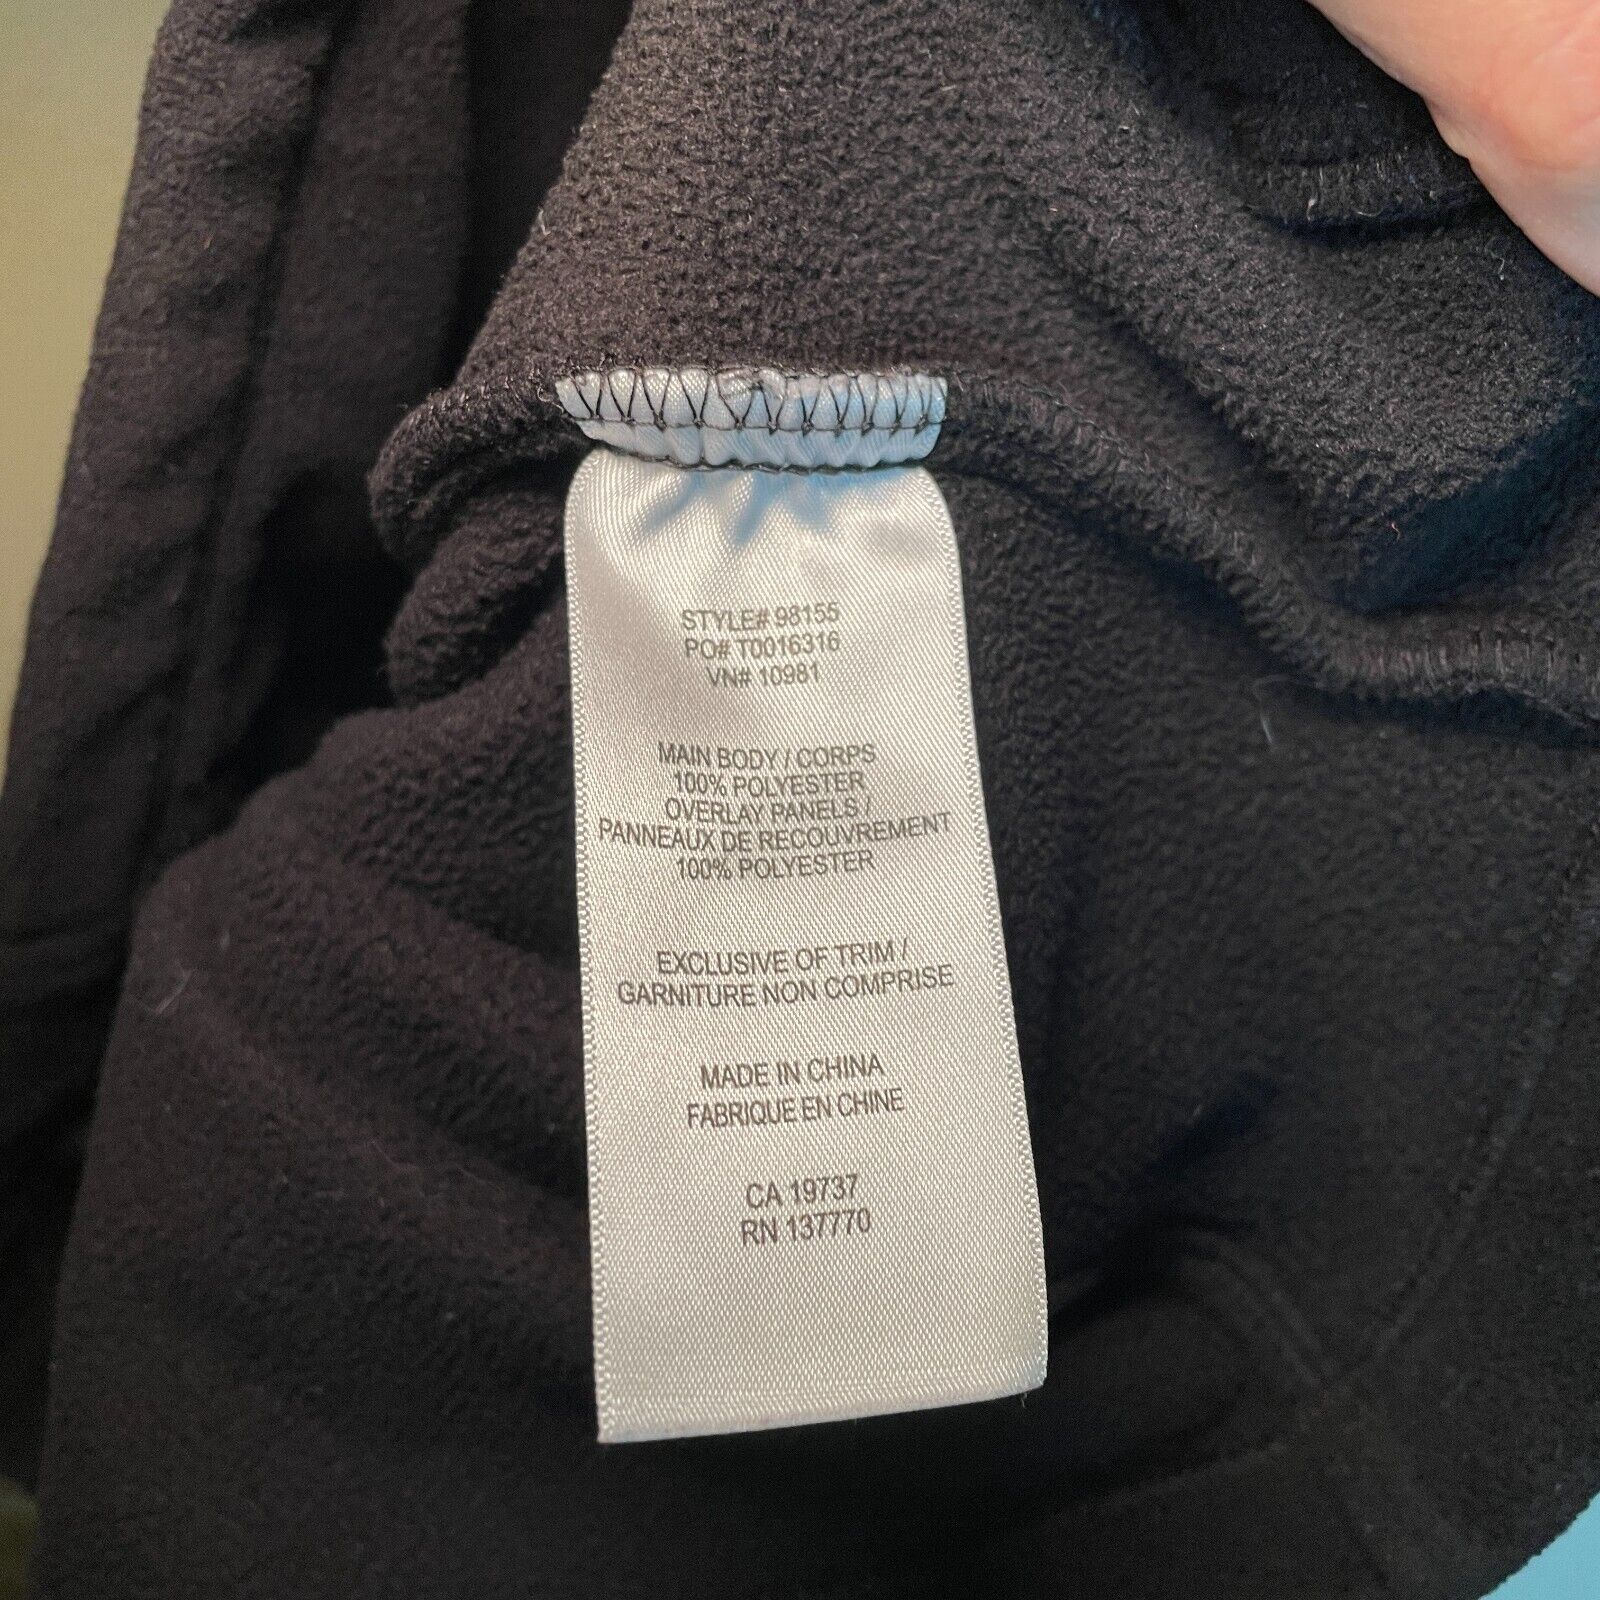 STYLE# 98155
PO# T0016316
VN# 10981
MAIN BODY / CORPS
100% POLYESTER
OVERLAY PANELS /
PANNEAUX DE RECOUVREMENT
100% POLYESTER
EXCLUSIVE OF TRIM /
GARNITURE NON COMPRISE
MADE IN CHINA
FABRIQUE EN CHINE
CA 19737
RN 137770